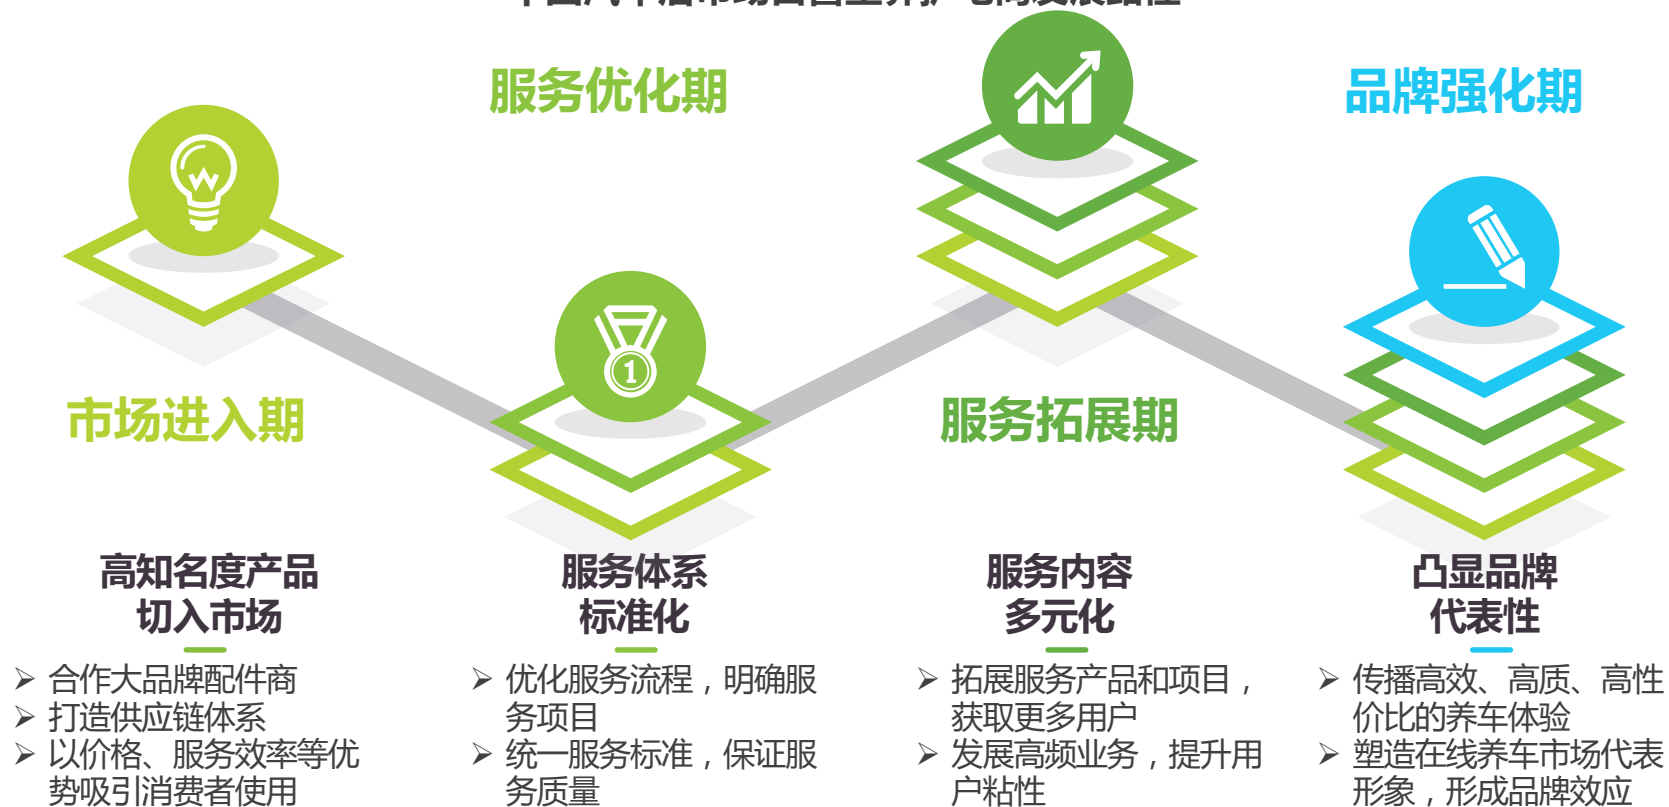 服务优化期
品牌强化期
市场进入期
服务拓展期
1
高知名度产品
切入市场
➢ 合作大品牌配件商
➢ 打造供应链体系
➢ 以价格、服务效率等优
势吸引消费者使用
服务体系
标准化
➢ 优化服务流程，明确服
务项目
➢ 统一服务标准，保证服
务质量
服务内容
多元化
➢ 拓展服务产品和项目，
获取更多用户
➢ 发展高频业务，提升用
户粘性
凸显品牌
代表性
➢ 传播高效、高质、高性
价比的养车体验
➢ 塑造在线养车市场代表
形象，形成品牌效应